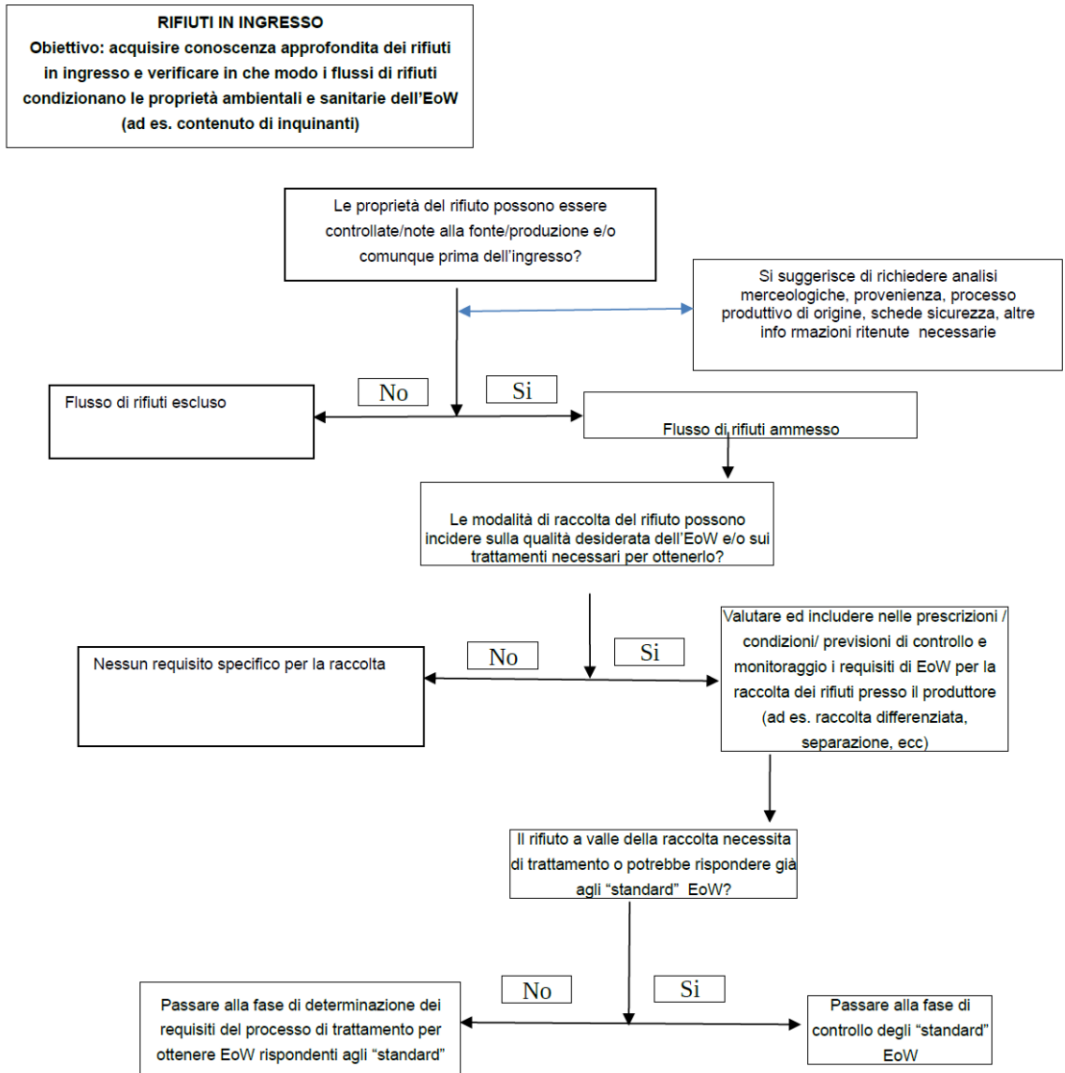 RIFIUTI IN INGRESSO
Obiettivo: acquisire conoscenza approfondita dei rifiuti
in ingresso e verificare in che modo i flussi di rifiuti
condizionano le proprietà ambientali e sanitarie dell'EoW
(ad es. contenuto di inquinanti)
Le proprietà del rifiuto possono essere
controllate/note alla fonte/produzione e/o
comunque prima dell'ingresso?
Si suggerisce di richiedere analisi
merceologiche, provenienza, processo
produttivo di origine, schede sicurezza, altre
info rmazioni ritenute necessarie
No
Si
Flusso di rifiuti escluso
Flusso di rifiuti ammesso
Le modalità di raccolta del rifiuto possono
incidere sulla qualità desiderata dell'EoW e/o sui
trattamenti necessari per ottenerlo?
No
Si
Nessun requisito specifico per la raccolta
Valutare ed includere nelle prescrizioni /
condizioni/ previsioni di controllo e
monitoraggio i requisiti di EoW per la
raccolta dei rifiuti presso il produttore
(ad es. raccolta differenziata,
separazione, ecc)
Il rifiuto a valle della raccolta necessita
di trattamento o potrebbe rispondere già
agli “standard” EoW?
No
Si
Passare alla fase di determinazione dei
requisiti del processo di trattamento per
ottenere EoW rispondenti agli “standard”
Passare alla fase di
controllo degli “standard”
EoW